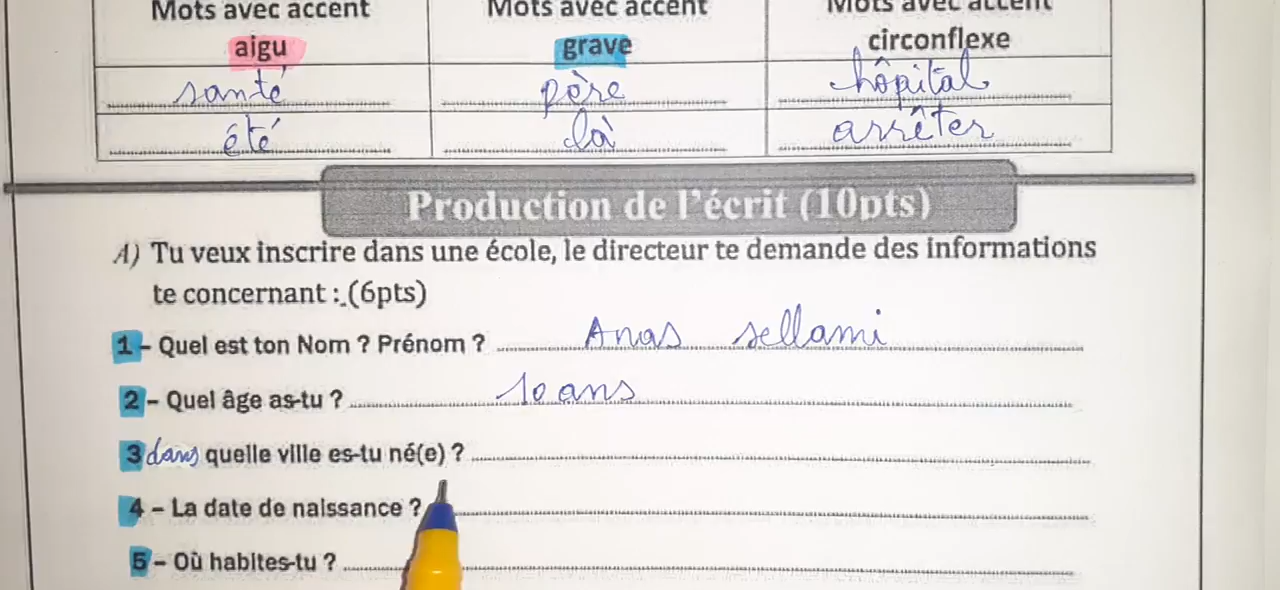 Mots avec accent Mots avec accent Mots avec accent
aigu grave circonflexe
santé père hôpital
été là arrêter
Production de l'écrit (10pts)
A) Tu veux inscrire dans une école, le directeur te demande des informations
te concernant : (6pts)
1 – Quel est ton Nom ? Prénom ? Anas sellami
2 – Quel âge as-tu ? 10 ans
3 dans quelle ville es-tu né(e) ?
4 – La date de naissance ?
5 – Où habites-tu ?